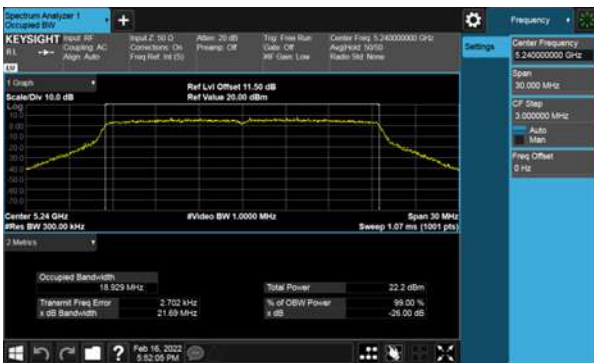 Spectrum Analyzer 1
Occupied BW
+
Frequency
KEYSIGHT
RL
Input: RF
Coupling: AC
Align: Auto
Input Z: 50 Ω
Corrections: On
Freq Ref: Int (S)
Atten: 20 dB
Preamp: Off
Trig: Free Run
Gate: Off
#IF Gain: Low
Center Freq: 5.240000000 GHz
Avg|Hold: 50/50
Radio Std: None
Settings
Center Frequency
5.240000000 GHz
Span
30.000 MHz
CF Step
3.000000 MHz
Auto
Man
Freq Offset
0 Hz
1 Graph
Scale/Div 10.0 dB
Ref Lvl Offset 11.50 dB
Ref Value 20.00 dBm
Log
Center 5.24 GHz
#Res BW 300.00 kHz
#Video BW 1.0000 MHz
Span 30 MHz
Sweep 1.07 ms (1001 pts)
2 Metrics
Occupied Bandwidth
18.929 MHz
Total Power
22.2 dBm
Transmit Freq Error
2.702 kHz
% of OBW Power
99.00 %
x dB Bandwidth
21.69 MHz
x dB
-26.00 dB
?
Feb 16, 2022
5:52:05 PM